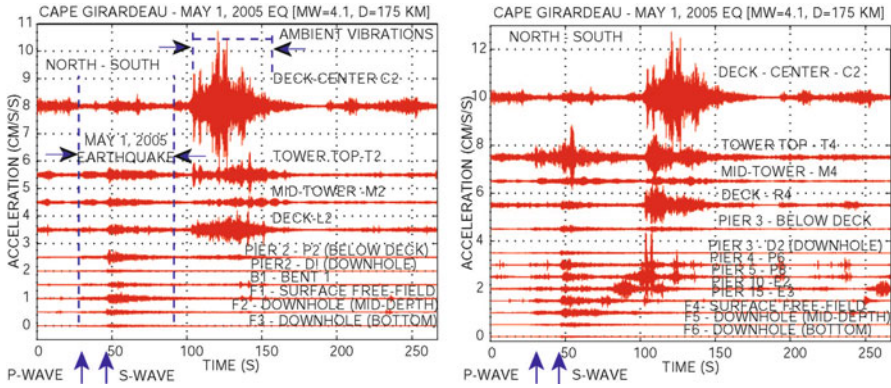 CAPE GIRARDEAU - MAY 1, 2005 EQ [MW=4.1, D=175 KM]
AMBIENT VIBRATIONS
NORTH - SOUTH
DECK-CENTER C2
MAY 1, 2005
EARTHQUAKE
TOWER TOP-T2
MID-TOWER-M2
DECK-L2
PIER 2 - P2 (BELOW DECK)
PIER2 - DI (DOWNHOLE)
B1 - BENT 1
F1 - SURFACE FREE-FIELD
F2 - DOWNHOLE (MID-DEPTH)
F3 - DOWNHOLE (BOTTOM)
ACCELERATION (CM/S/S)
11
10
9
8
7
6
5
4
3
2
1
0
0 50 100 150 200 250
TIME (S)
P-WAVE
S-WAVE
CAPE GIRARDEAU - MAY 1, 2005 EQ [MW=4.1, D=175 KM]
NORTH - SOUTH
DECK - CENTER - C2
TOWER TOP - T4
MID-TOWER - M4
DECK - R4
PIER 3 - BELOW DECK
PIER 3 - D2 (DOWNHOLE)
PIER 4 - P6
PIER 5 - P8
PIER 10 - E2
PIER 15 - E3
F4 - SURFACE FREE-FIELD
F5 - DOWNHOLE (MID-DEPTH)
F6 - DOWNHOLE (BOTTOM)
ACCELERATION (CM/S/S)
12
10
8
6
4
2
0
0 50 100 150 200 250
TIME (S)
P-WAVE
S-WAVE